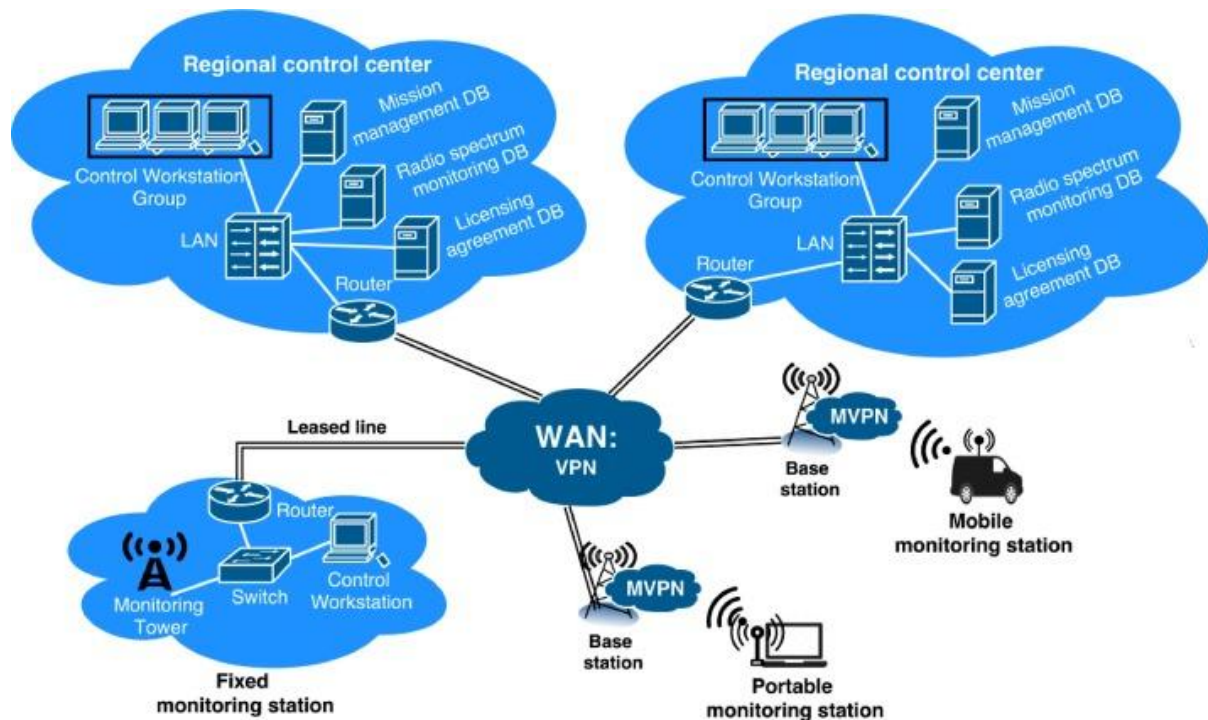 Regional control center
Mission
management DB
Radio spectrum
monitoring DB
Licensing
agreement DB
Control Workstation
Group
LAN
Router
Regional control center
Mission
management DB
Radio spectrum
monitoring DB
Licensing
agreement DB
Control Workstation
Group
LAN
Router
WAN:
VPN
Leased line
MVPN
Base
station
Mobile
monitoring station
Router
Switch
Control
Workstation
Monitoring
Tower
Fixed
monitoring station
MVPN
Base
station
Portable
monitoring station